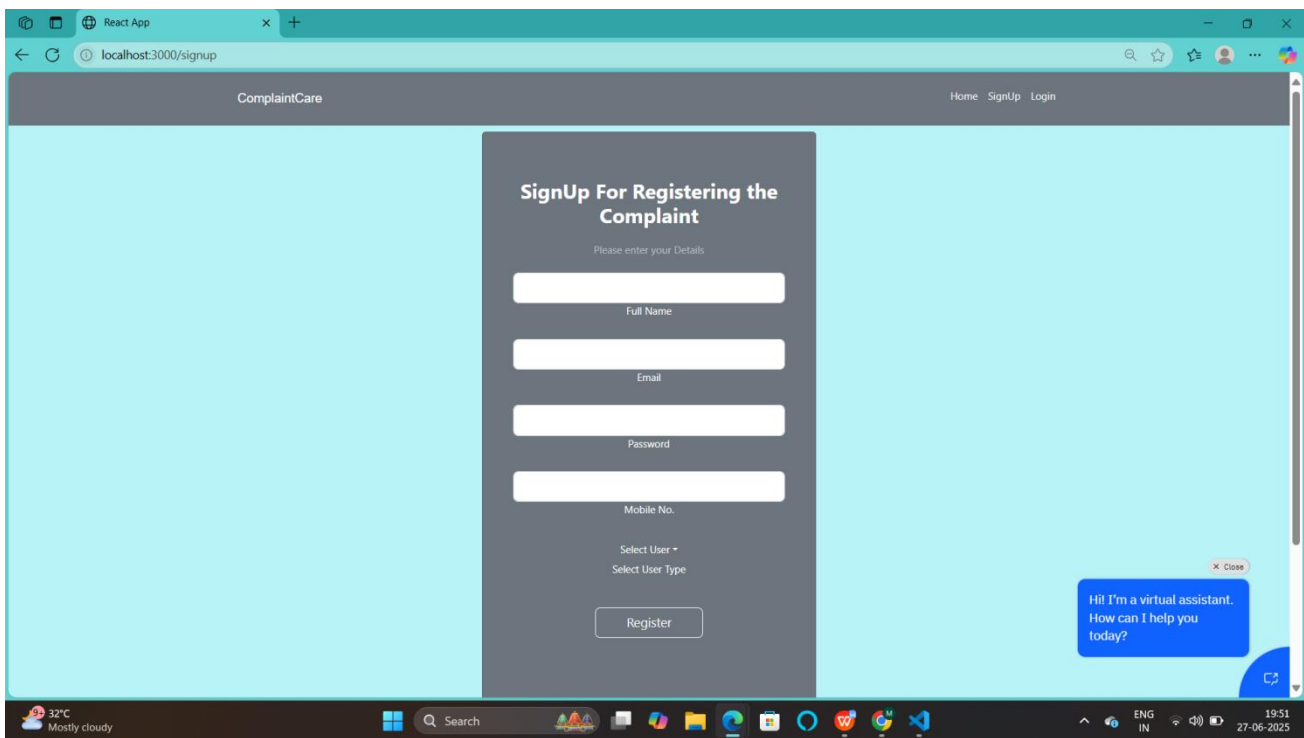 React App
localhost:3000/signup
ComplaintCare
Home SignUp Login
SignUp For Registering the
Complaint
Please enter your Details
Full Name
Email
Password
Mobile No.
Select User
Select User Type
Register
× Close
Hi! I'm a virtual assistant.
How can I help you
today?
9+
32°C
Mostly cloudy
Search
M
ENG
IN
19:51
27-06-2025